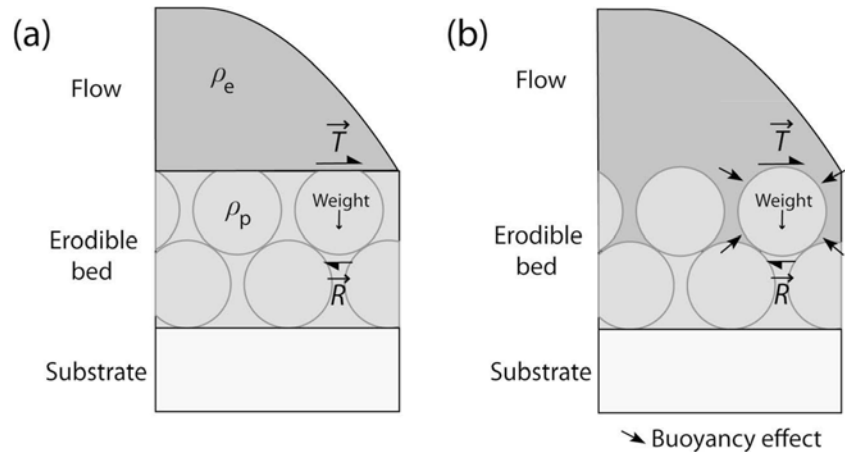 (a)
Flow
ρe
T
Erodible
bed
ρp
Weight
R
Substrate
(b)
Flow
T
Erodible
bed
Weight
R
Substrate
Buoyancy effect